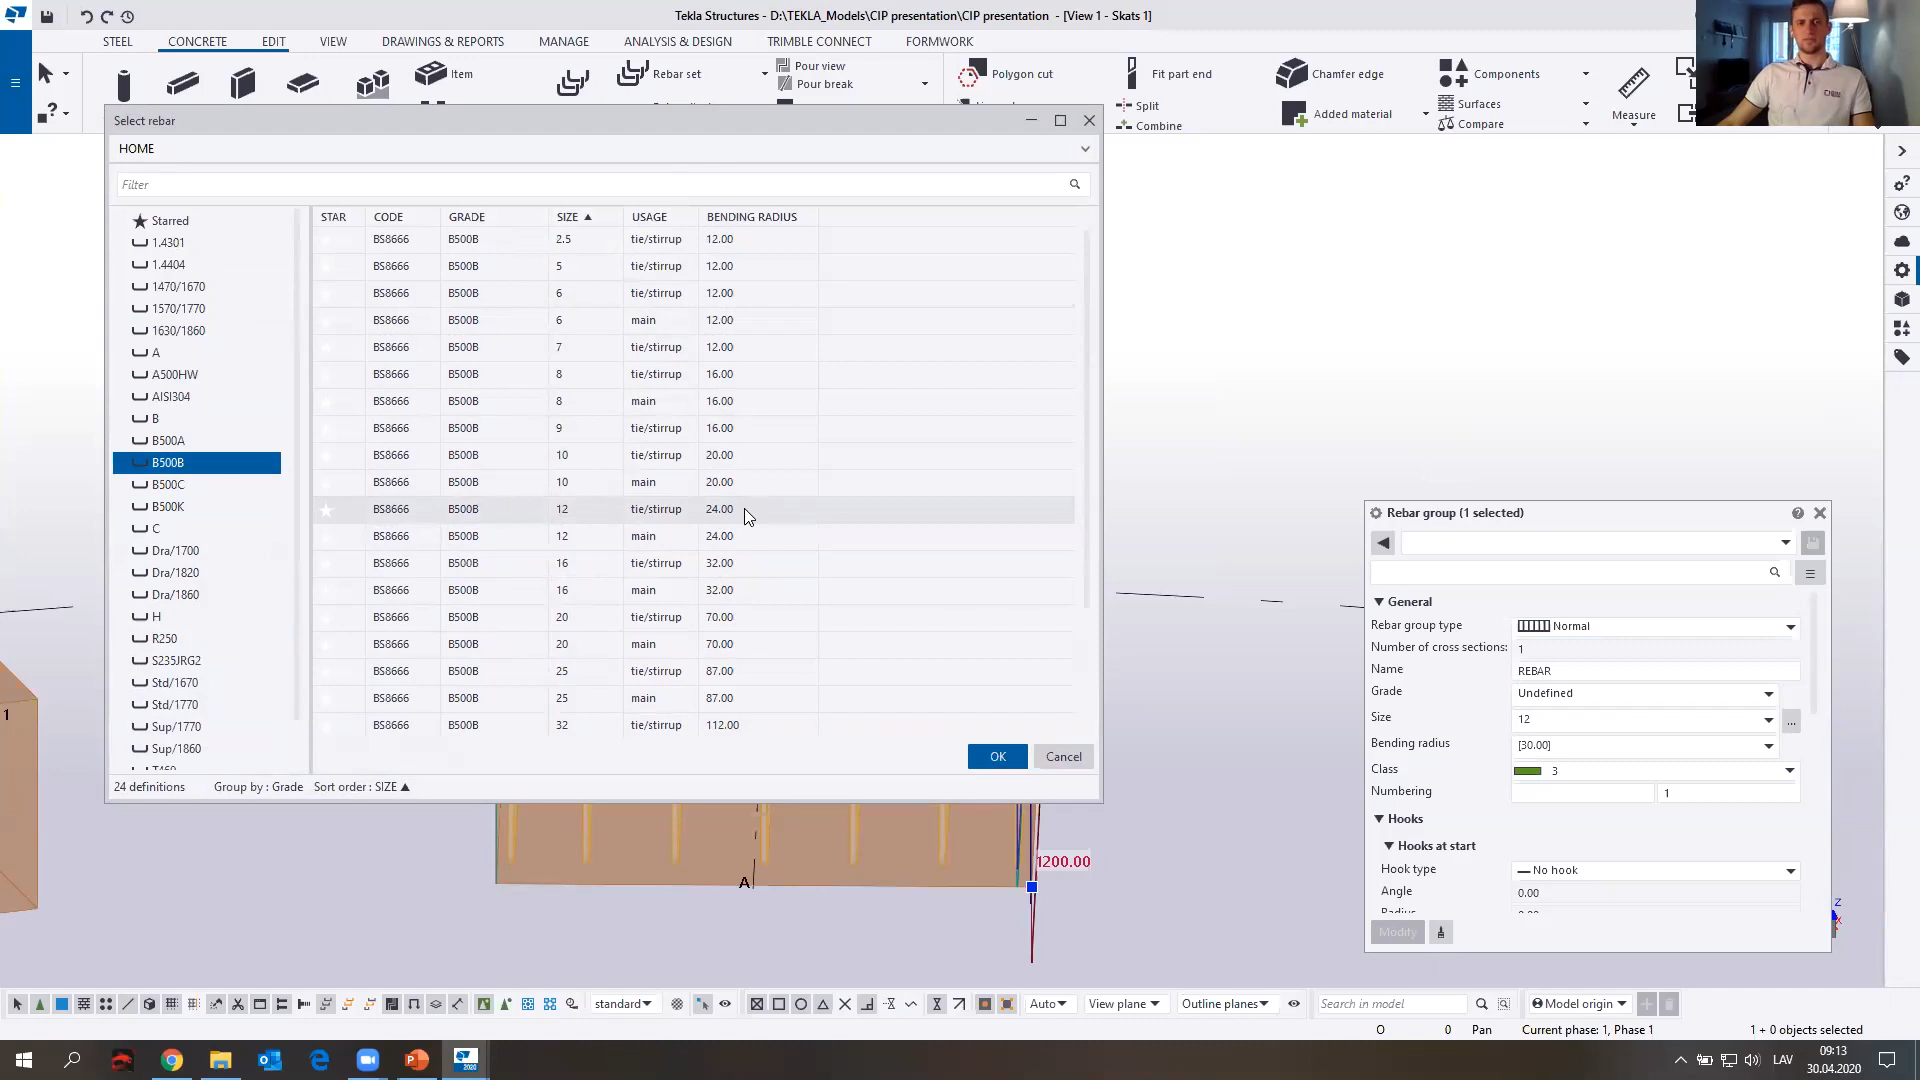 Tekla Structures - D:\TEKLA_Models\CIP presentation\CIP presentation - [View 1 - Skats 1]
STEEL CONCRETE EDIT VIEW DRAWINGS & REPORTS MANAGE ANALYSIS & DESIGN TRIMBLE CONNECT FORMWORK
Item
Rebar set
Pour view
Pour break
Polygon cut
Fit part end
Split
Combine
Chamfer edge
Added material
Components
Surfaces
Compare
Measure
Select rebar
HOME
Filter
Starred
1.4301
1.4404
1470/1670
1570/1770
1630/1860
A
A500HW
AISI304
B
B500A
B500B
B500C
B500K
C
Dra/1700
Dra/1820
Dra/1860
H
R250
S235JRG2
Std/1670
Std/1770
Sup/1770
Sup/1860
STAR CODE GRADE SIZE USAGE BENDING RADIUS
BS8666 B500B 2.5 tie/stirrup 12.00
BS8666 B500B 5 tie/stirrup 12.00
BS8666 B500B 6 tie/stirrup 12.00
BS8666 B500B 6 main 12.00
BS8666 B500B 7 tie/stirrup 12.00
BS8666 B500B 8 tie/stirrup 16.00
BS8666 B500B 8 main 16.00
BS8666 B500B 9 tie/stirrup 16.00
BS8666 B500B 10 tie/stirrup 20.00
BS8666 B500B 10 main 20.00
BS8666 B500B 12 tie/stirrup 24.00
BS8666 B500B 12 main 24.00
BS8666 B500B 16 tie/stirrup 32.00
BS8666 B500B 16 main 32.00
BS8666 B500B 20 tie/stirrup 70.00
BS8666 B500B 20 main 70.00
BS8666 B500B 25 tie/stirrup 87.00
BS8666 B500B 25 main 87.00
BS8666 B500B 32 tie/stirrup 112.00
OK Cancel
24 definitions Group by : Grade Sort order : SIZE
1
A
1200.00
Rebar group (1 selected)
General
Rebar group type Normal
Number of cross sections: 1
Name REBAR
Grade Undefined
Size 12 ...
Bending radius [30.00]
Class 3
Numbering 1
Hooks
Hooks at start
Hook type No hook
Angle 0.00
Radius 0.00
Modify
Z
X
standard Auto View plane Outline planes Search in model Model origin
O 0 Pan Current phase: 1, Phase 1 1 + 0 objects selected
2020
LAV
09:13
30.04.2020